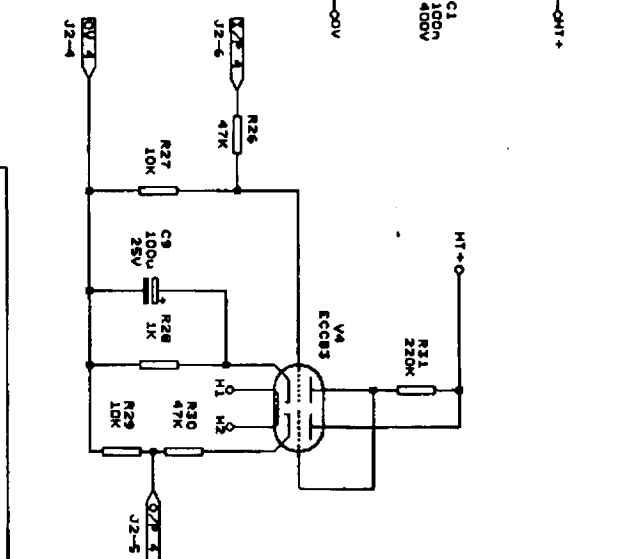 HT+
C1
100n
400V
0V
HT+
R31
220K
V4
ECC83
R26
47K
I/P 4
J2-6
H1
H2
R27
10K
C9
100u
25V
+
R28
1K
R30
47K
R29
10K
O/P 4
J2-5
0V 4
J2-4